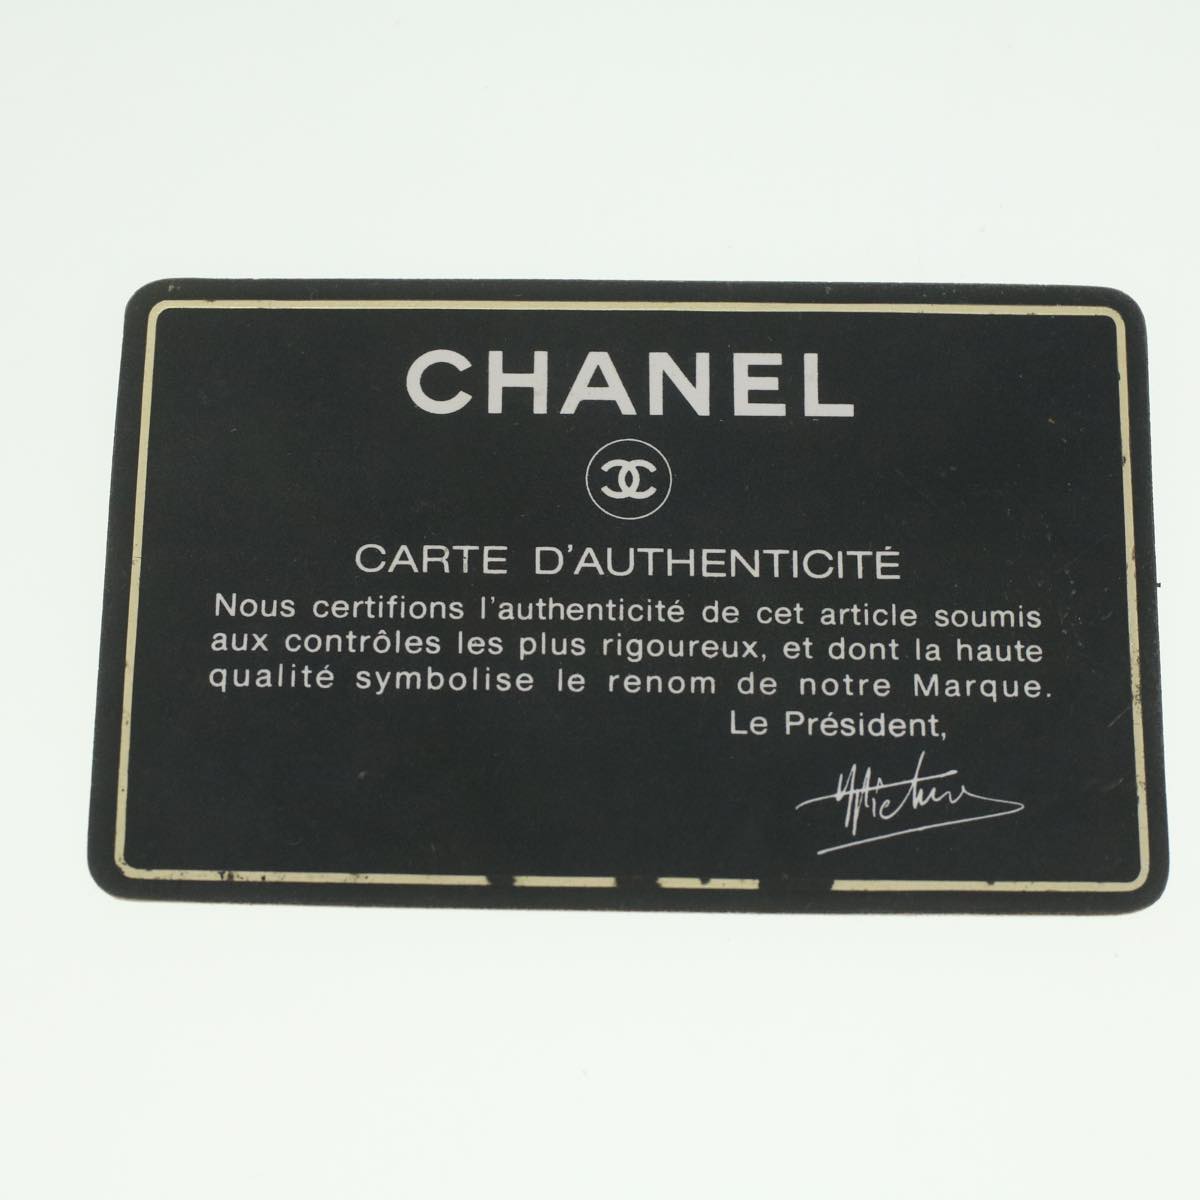 CHANEL
CARTE D'AUTHENTICITÉ
Nous certifions l'authenticité de cet article soumis
aux contrôles les plus rigoureux, et dont la haute
qualité symbolise le renom de notre Marque.
Le Président,